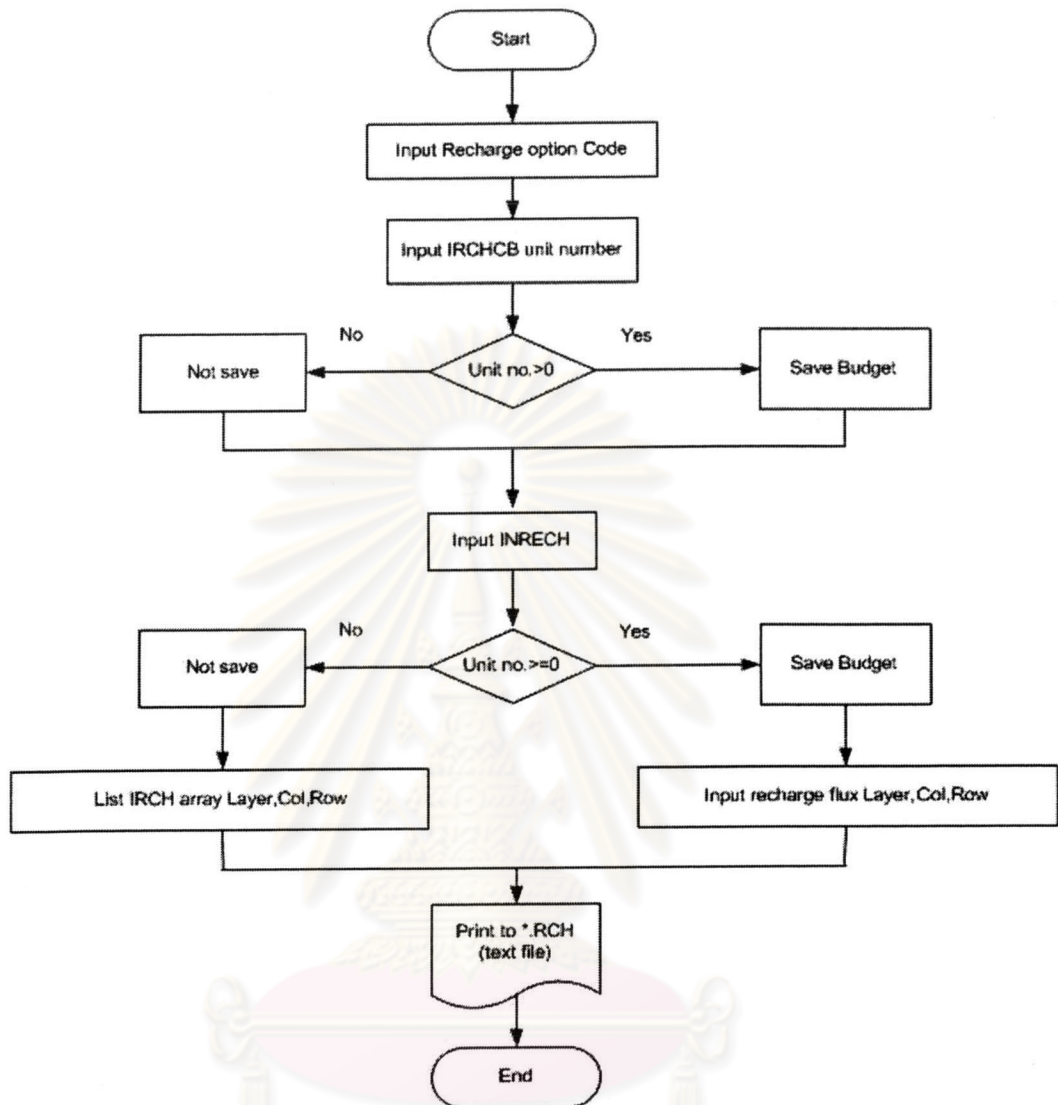 Start
Input Recharge option Code
Input IRCHCB unit number
No
Yes
Not save
Unit no.>0
Save Budget
Input INRECH
No
Yes
Not save
Unit no.>=0
Save Budget
List IRCH array Layer,Col,Row
Input recharge flux Layer,Col,Row
Print to *.RCH
(text file)
End